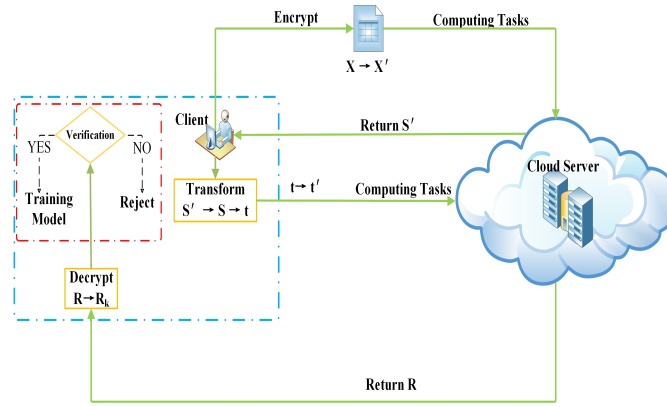 Encrypt
Computing Tasks
X → X′
Client
Return S′
Verification
YES
NO
Training
Model
Reject
Transform
S′ → S → t
t → t′
Computing Tasks
Cloud Server
Decrypt
R → Rₖ
Return R